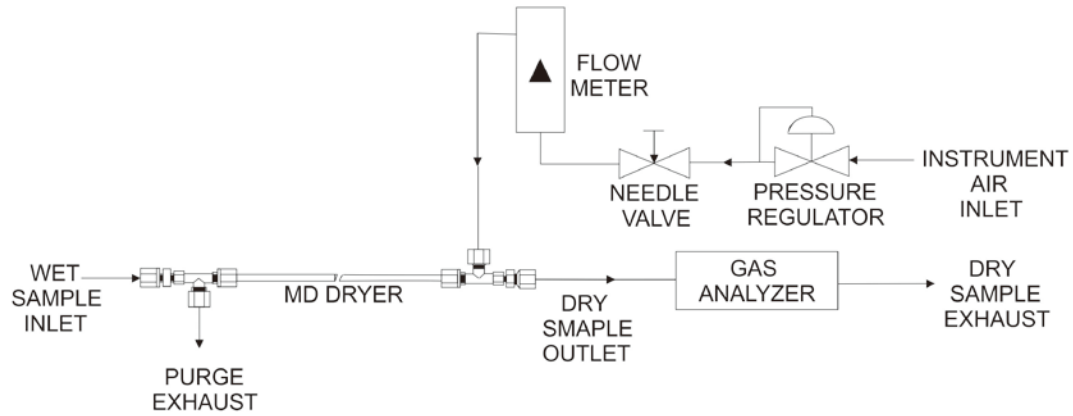 FLOW
METER
NEEDLE
VALVE
PRESSURE
REGULATOR
INSTRUMENT
AIR
INLET
WET
SAMPLE
INLET
MD DRYER
PURGE
EXHAUST
DRY
SMAPLE
OUTLET
GAS
ANALYZER
DRY
SAMPLE
EXHAUST